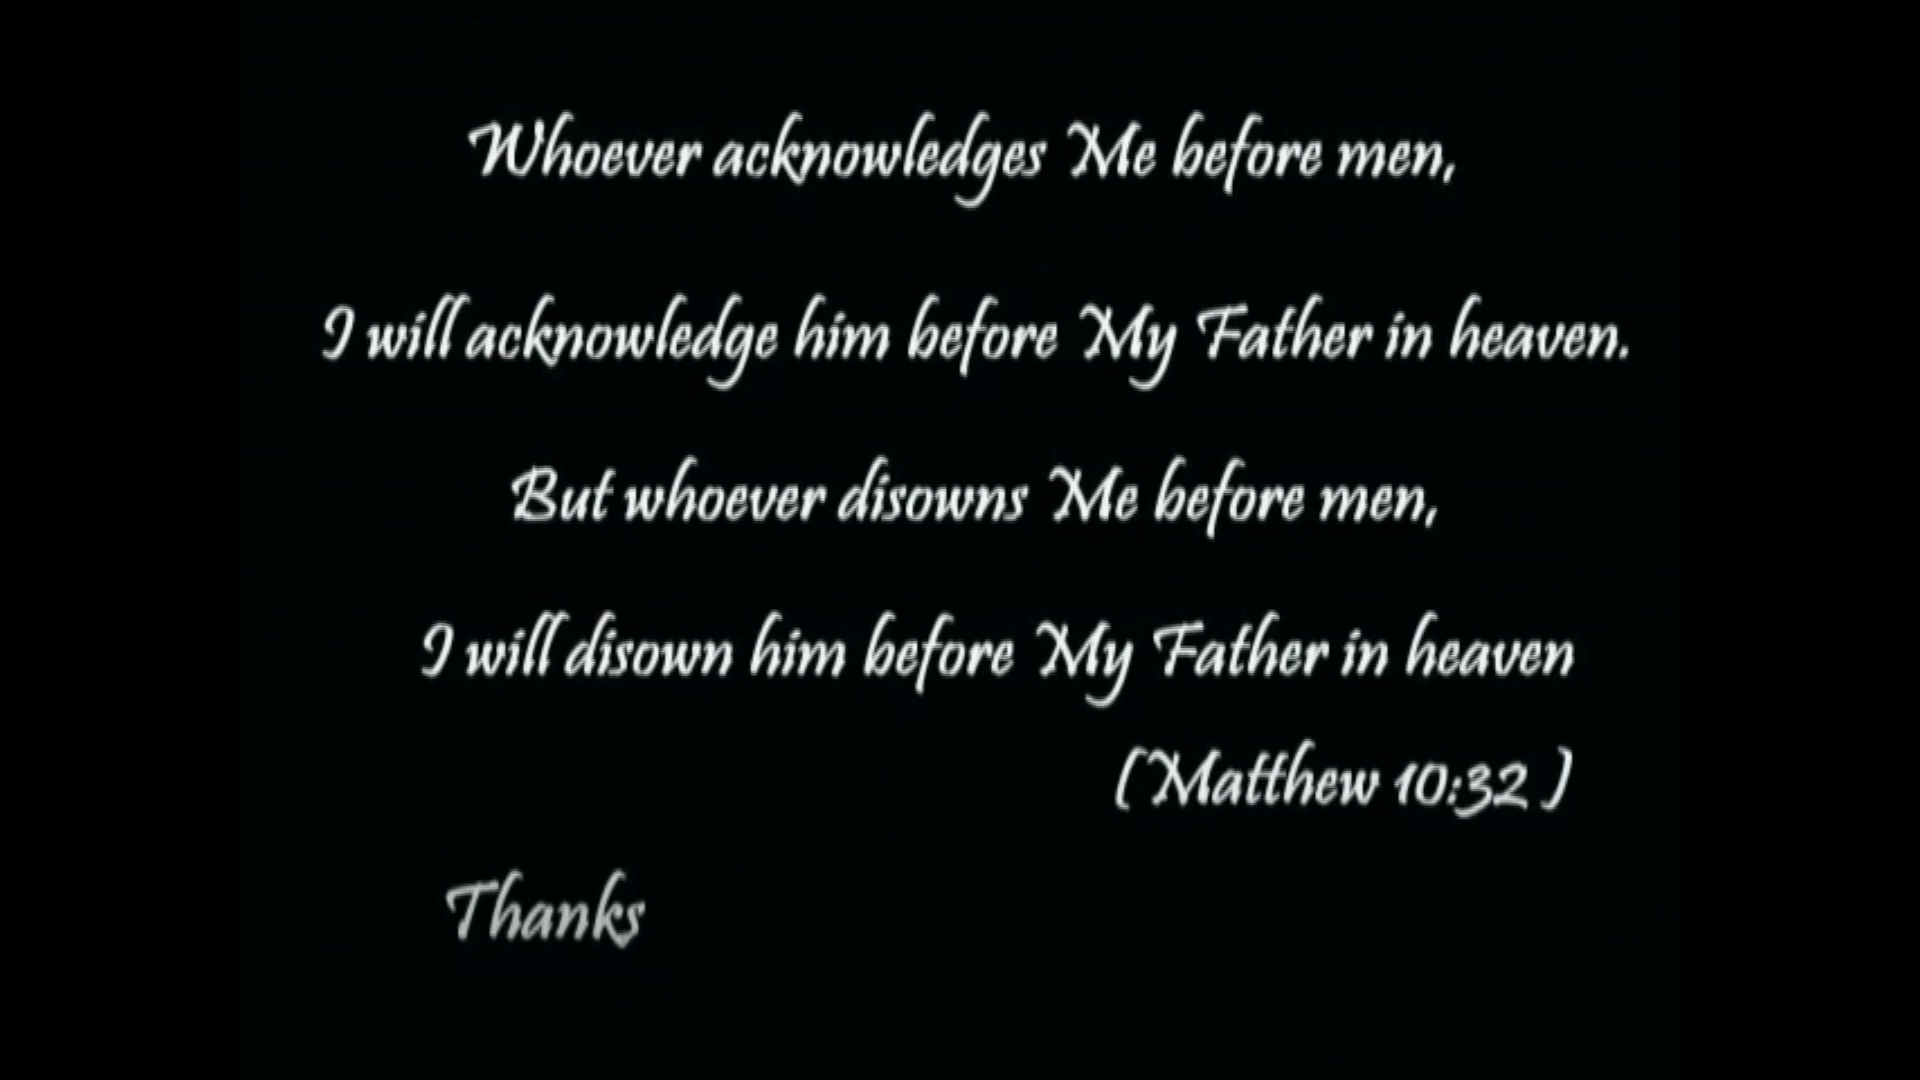 Whoever acknowledges Me before men,
I will acknowledge him before My Father in heaven.
But whoever disowns Me before men,
I will disown him before My Father in heaven
(Matthew 10:32 )
Thanks